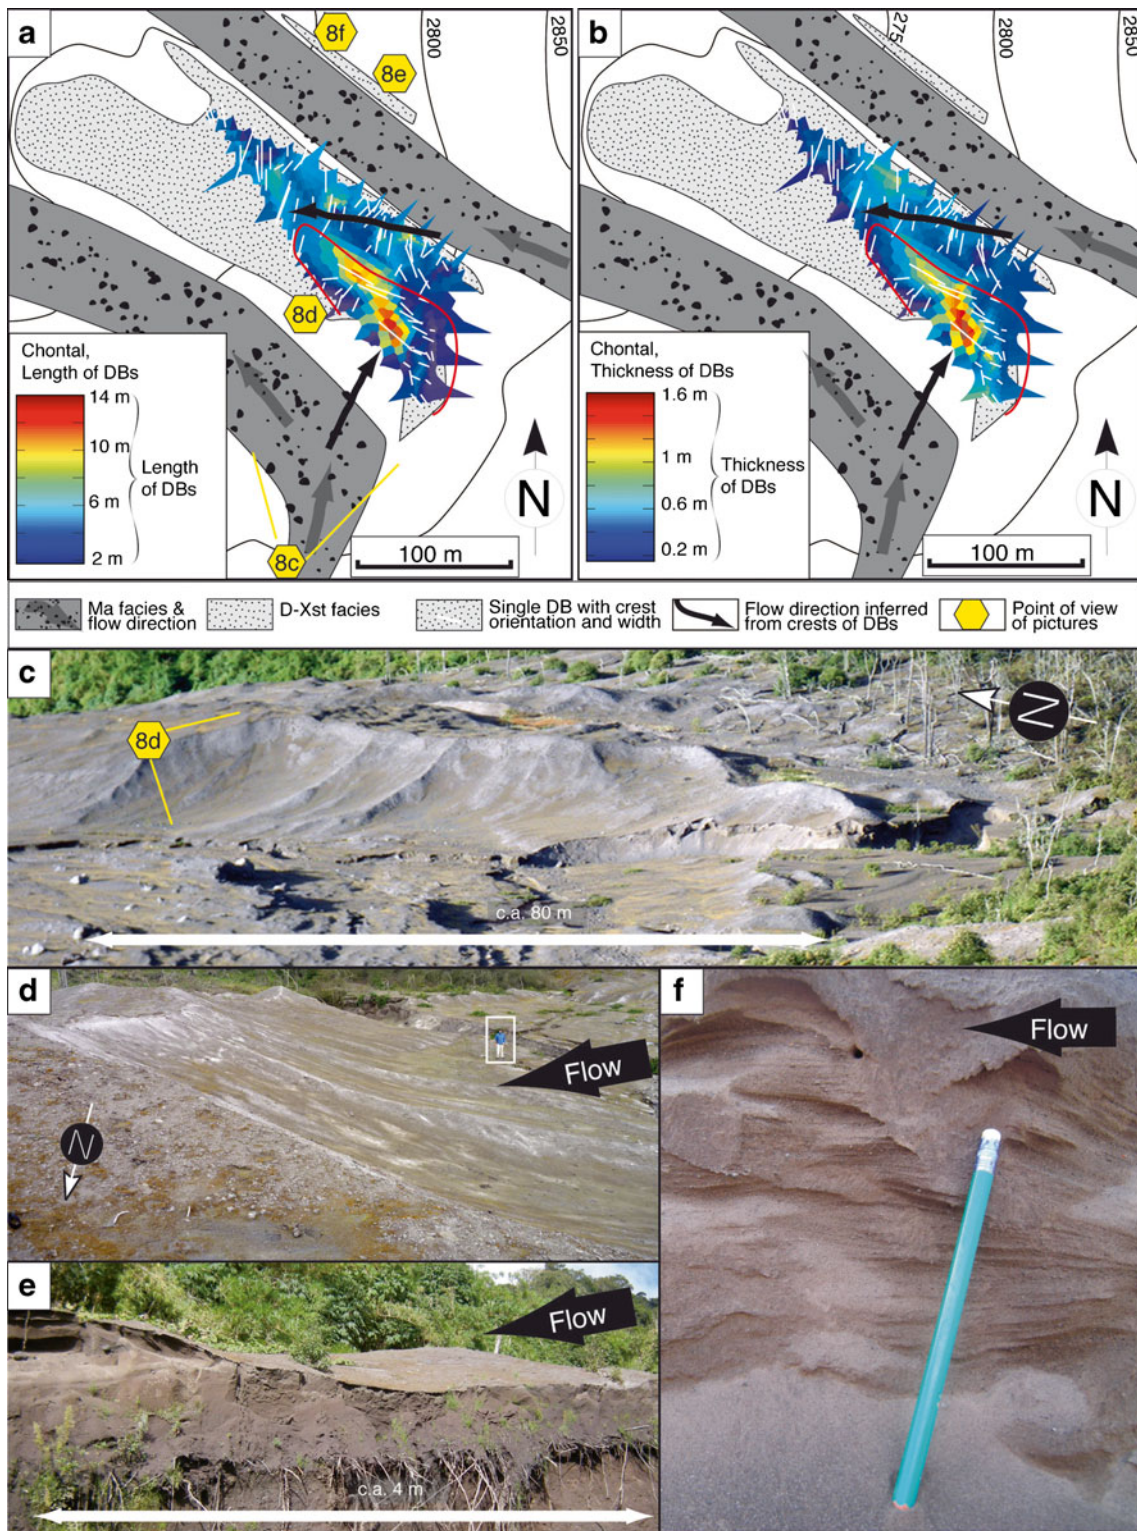 a
8f
8e
2800
2850
8d
Chontal,
Length of DBs
14 m
10 m
6 m
2 m
Length
of DBs
8c
N
100 m
b
275
2800
2850
Chontal,
Thickness of DBs
1.6 m
1 m
0.6 m
0.2 m
Thickness
of DBs
N
100 m
Ma facies &
flow direction
D-Xst facies
Single DB with crest
orientation and width
Flow direction inferred
from crests of DBs
Point of view
of pictures
c
8d
N
c.a. 80 m
d
Flow
N
e
Flow
c.a. 4 m
f
Flow